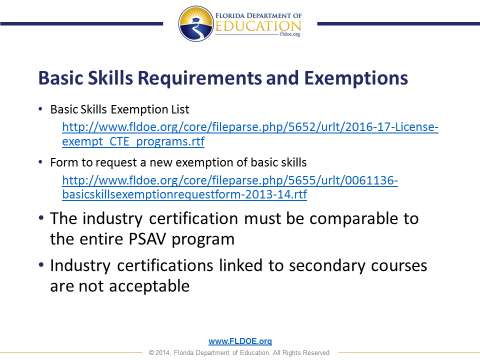 FLORIDA DEPARTMENT OF
EDUCATION
fldoe.org
Basic Skills Requirements and Exemptions
• Basic Skills Exemption List
http://www.fldoe.org/core/fileparse.php/5652/urlt/2016-17-License-
exempt_CTE_programs.rtf
• Form to request a new exemption of basic skills
http://www.fldoe.org/core/fileparse.php/5655/urlt/0061136-
basicskillsexemptionrequestform-2013-14.rtf
• The industry certification must be comparable to
the entire PSAV program
• Industry certifications linked to secondary courses
are not acceptable
www.FLDOE.org
© 2014, Florida Department of Education. All Rights Reserved.